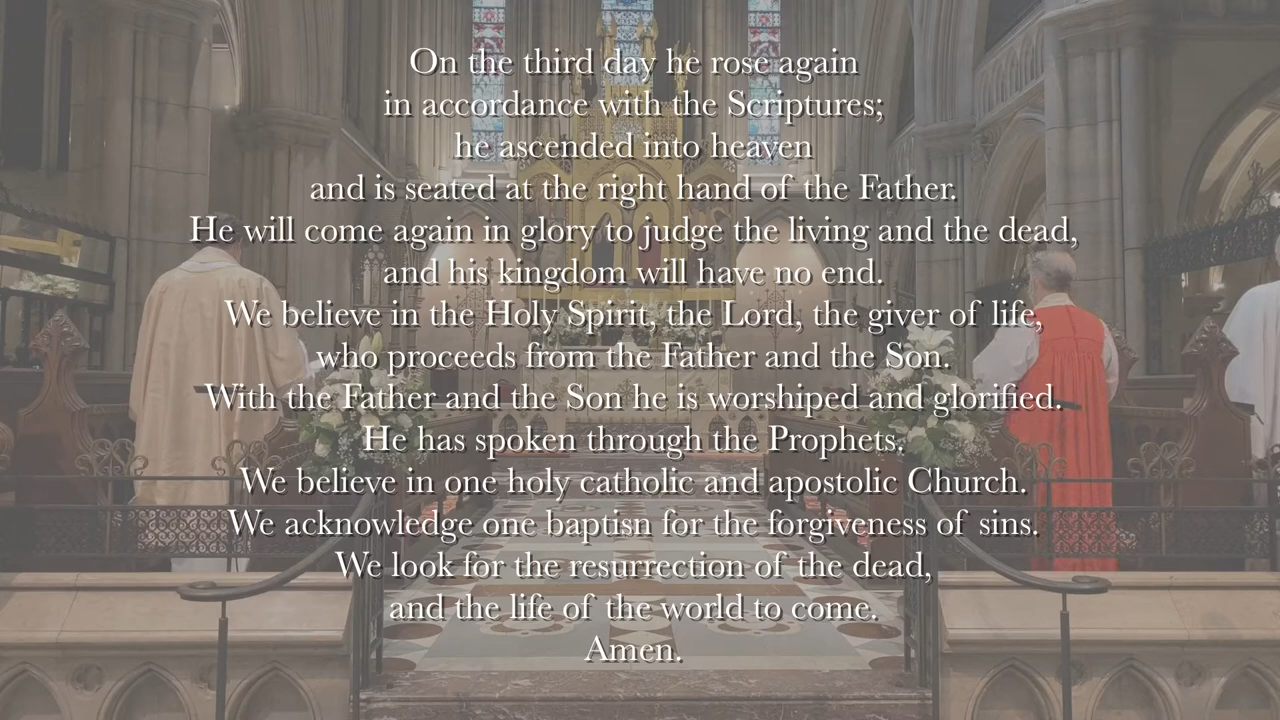 On the third day he rose again
in accordance with the Scriptures;
he ascended into heaven
and is seated at the right hand of the Father.
He will come again in glory to judge the living and the dead,
and his kingdom will have no end.
We believe in the Holy Spirit, the Lord, the giver of life,
who proceeds from the Father and the Son.
With the Father and the Son he is worshiped and glorified.
He has spoken through the Prophets.
We believe in one holy catholic and apostolic Church.
We acknowledge one baptisn for the forgiveness of sins.
We look for the resurrection of the dead,
and the life of the world to come.
Amen.